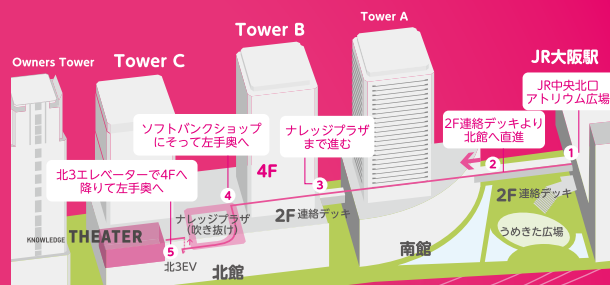 Owners Tower
Tower C
Tower B
Tower A
JR大阪駅
JR中央北口
アトリウム広場
1
2F連絡デッキより
北館へ直進
2
2F 連絡デッキ
うめきた広場
南館
ナレッジプラザ
まで進む
3
2F 連絡デッキ
ソフトバンクショップ
にそって左手奥へ
4
4F
ナレッジプラザ
(吹き抜け)
北3エレベーターで4Fへ
降りて左手奥へ
5
北3EV
KNOWLEDGE THEATER
北館